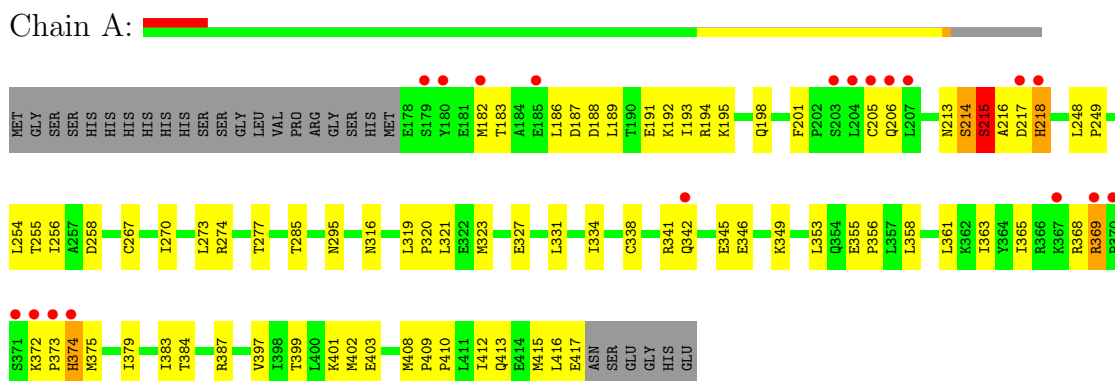 Chain A:
MET GLY SER SER HIS HIS HIS HIS HIS HIS SER SER GLY LEU VAL PRO ARG GLY SER HIS MET E178 S179 Y180 E181 M182 T183 A184 E185 L186 D187 D188 L189 T190 E191 K192 I193 R194 K195 Q198 F201 P202 S203 L204 C205 Q206 L207 N213 S214 S215 A216 D217 H218 L248 P249
L254 T255 I256 A257 D258 C267 I270 L273 R274 T277 T285 N295 N316 L319 P320 L321 E322 M323 E327 L331 I334 C338 R341 Q342 E345 E346 K349 L353 Q354 E355 P356 L357 L358 L361 K362 I363 Y364 I365 R366 K367 R368 R369
S371 K372 P373 H374 M375 I379 I383 T384 R387 V397 I398 T399 L400 K401 M402 E403 M408 P409 P410 L411 I412 Q413 E414 M415 L416 E417 ASN SER GLU GLY HIS GLU